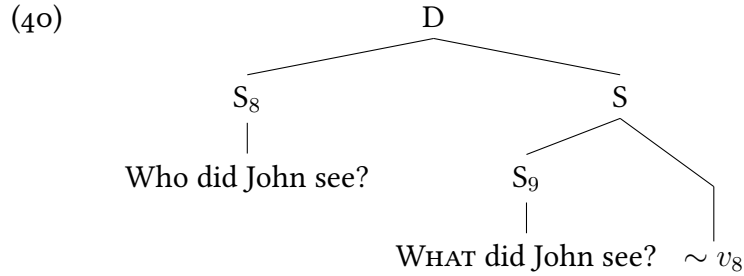 (40) D
S₈ S
Who did John see? S₉
WHAT did John see? ∼ v₈